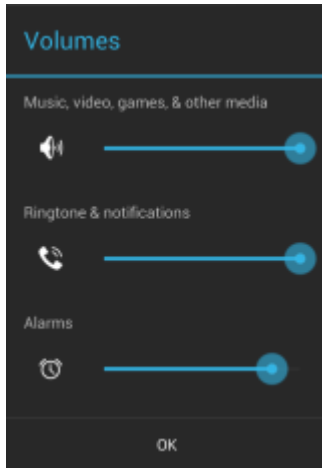 Volumes
Music, video, games, & other media
Ringtone & notifications
Alarms
OK